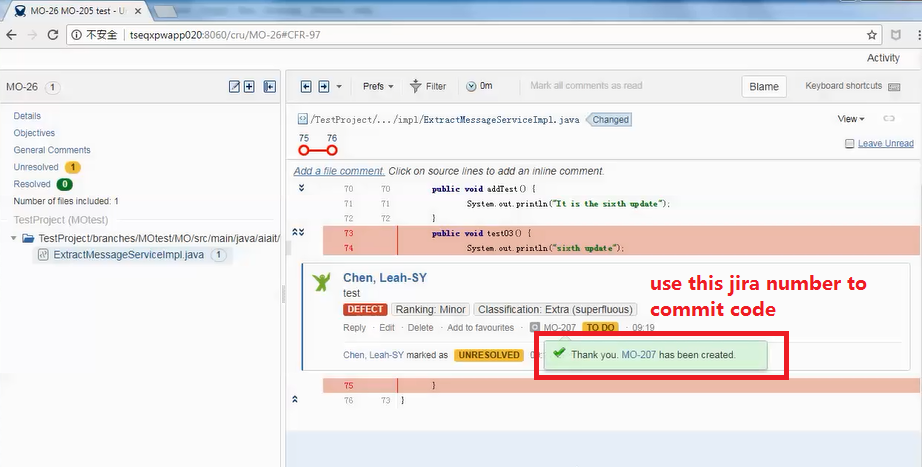 MO-26 MO-205 test - Un
不安全 tseqxpwapp020:8060/cru/MO-26#CFR-97
Activity
MO-26 1
Prefs Filter 0m Mark all comments as read Blame Keyboard shortcuts
Details
Objectives
General Comments
Unresolved 1
Resolved 0
Number of files included: 1
TestProject (MOtest)
TestProject/branches/MOtest/MO/src/main/java/aiait/
ExtractMessageServiceImpl.java 1
/TestProject/.../impl/ExtractMessageServiceImpl.java Changed View
75 76
Leave Unread
Add a file comment. Click on source lines to add an inline comment.
70 70 public void addTest() {
71 71 System.out.println("It is the sixth update");
72 72 }
73 public void test03() {
74 System.out.println("sixth update");
Chen, Leah-SY
test
DEFECT Ranking: Minor Classification: Extra (superfluous)
Reply · Edit · Delete · Add to favourites · MO-207 TO DO · 09:19
Chen, Leah-SY marked as UNRESOLVED
Thank you. MO-207 has been created.
use this jira number to
commit code
75 }
76 73 }